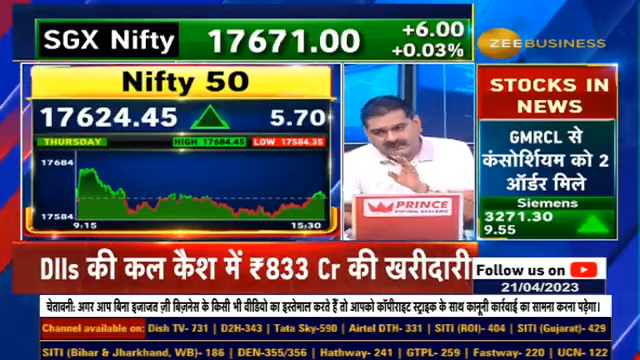 SGX Nifty 17671.00 +6.00
+0.03%
ZEE BUSINESS
Nifty 50
17624.45 5.70
THURSDAY HIGH 17684.45 LOW 17584.35
17684
17584
9:15 15:30
PRINCE
PIPING SYSTEMS
STOCKS IN
NEWS
GMRCL से
कंसोर्शियम को 2
ऑर्डर मिले
Siemens
3271.30
9.55
DIIs की कल कैश में ₹833 Cr की खरीदारी
Follow us on
21/04/2023
चेतावनी: अगर आप बिना इजाजत ज़ी बिज़नेस के किसी भी वीडियो का इस्तेमाल करते हैं तो आपको कॉपीराइट स्ट्राइक के साथ कानूनी कार्रवाई का सामना करना पड़ेगा.
Channel available on: Dish TV- 731 | D2H-343 | Tata Sky-590 | Airtel DTH- 331 | SITI (ROI) - 404 | SITI (Gujarat) - 429
SITI (Bihar & Jharkhand, WB)- 186 | DEN-355/356 | Hathway- 241 | GTPL- 259 | Fastway- 220 | UCN- 122